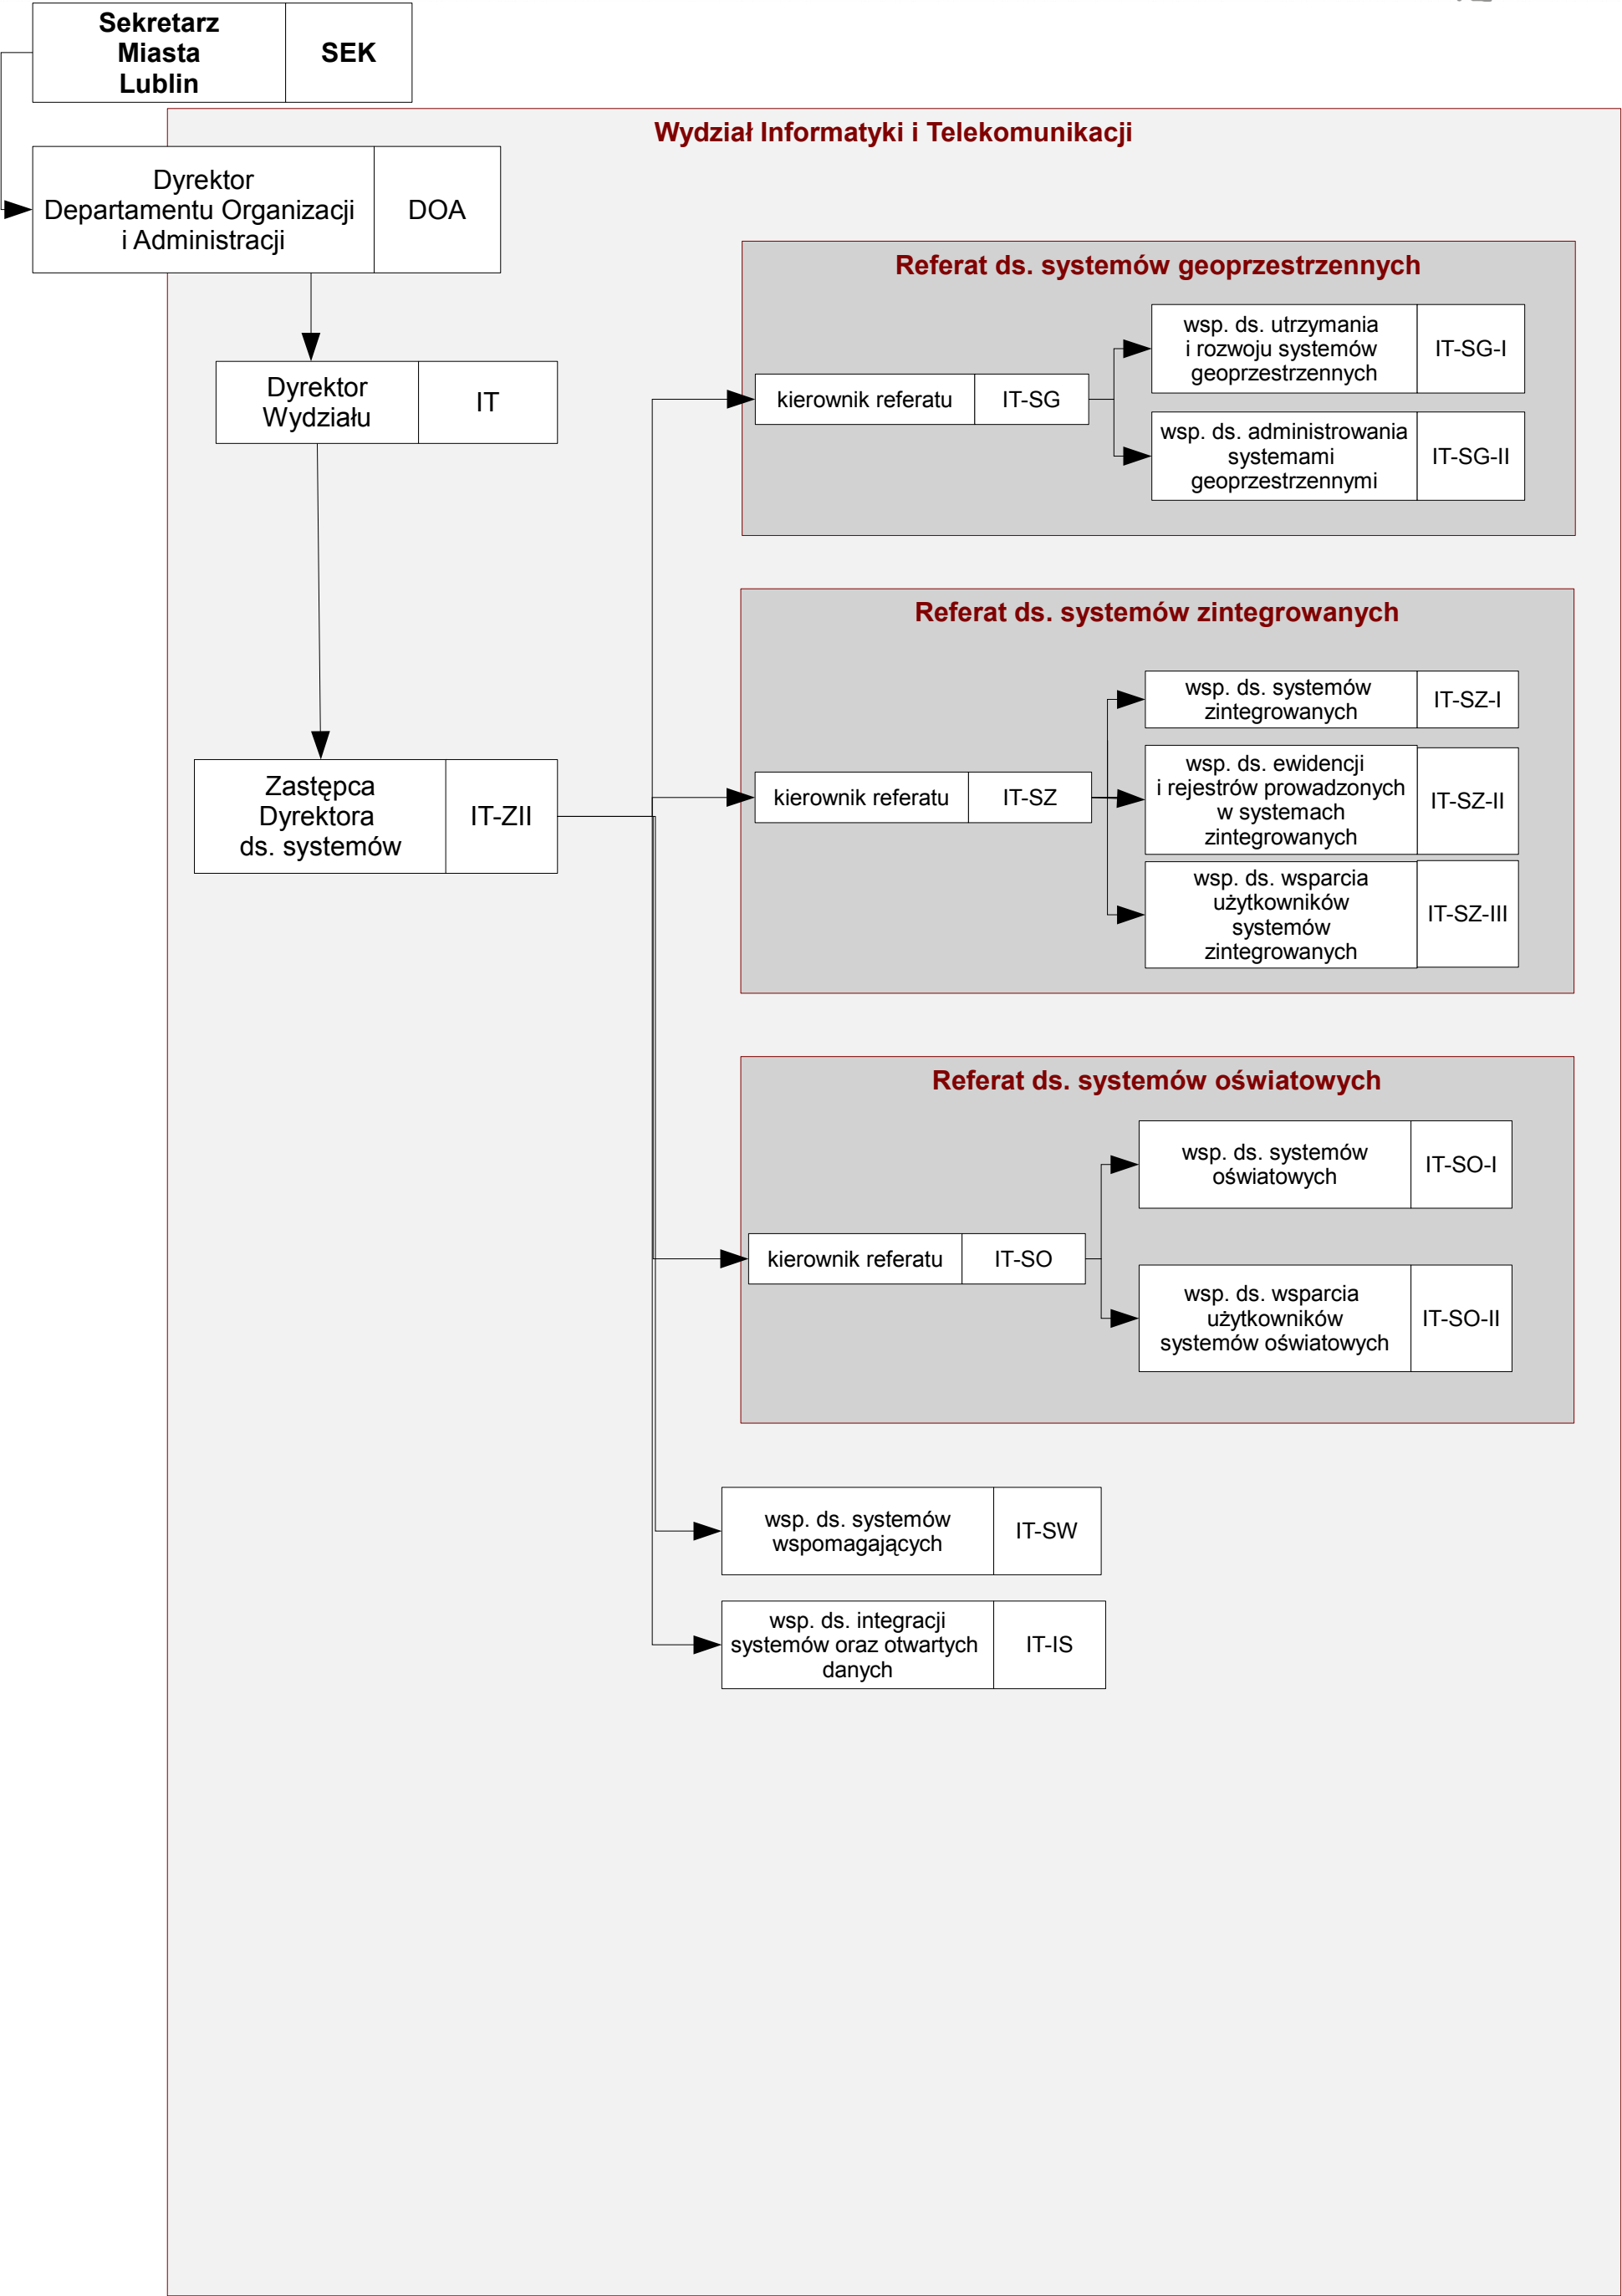 Sekretarz
Miasta
Lublin
SEK
Wydział Informatyki i Telekomunikacji
Dyrektor
Departamentu Organizacji
i Administracji
DOA
Dyrektor
Wydziału
IT
Zastępca
Dyrektora
ds. systemów
IT-ZII
Referat ds. systemów geoprzestrzennych
kierownik referatu
IT-SG
wsp. ds. utrzymania
i rozwoju systemów
geoprzestrzennych
IT-SG-I
wsp. ds. administrowania
systemami
geoprzestrzennymi
IT-SG-II
Referat ds. systemów zintegrowanych
kierownik referatu
IT-SZ
wsp. ds. systemów
zintegrowanych
IT-SZ-I
wsp. ds. ewidencji
i rejestrów prowadzonych
w systemach
zintegrowanych
IT-SZ-II
wsp. ds. wsparcia
użytkowników
systemów
zintegrowanych
IT-SZ-III
Referat ds. systemów oświatowych
kierownik referatu
IT-SO
wsp. ds. systemów
oświatowych
IT-SO-I
wsp. ds. wsparcia
użytkowników
systemów oświatowych
IT-SO-II
wsp. ds. systemów
wspomagających
IT-SW
wsp. ds. integracji
systemów oraz otwartych
danych
IT-IS